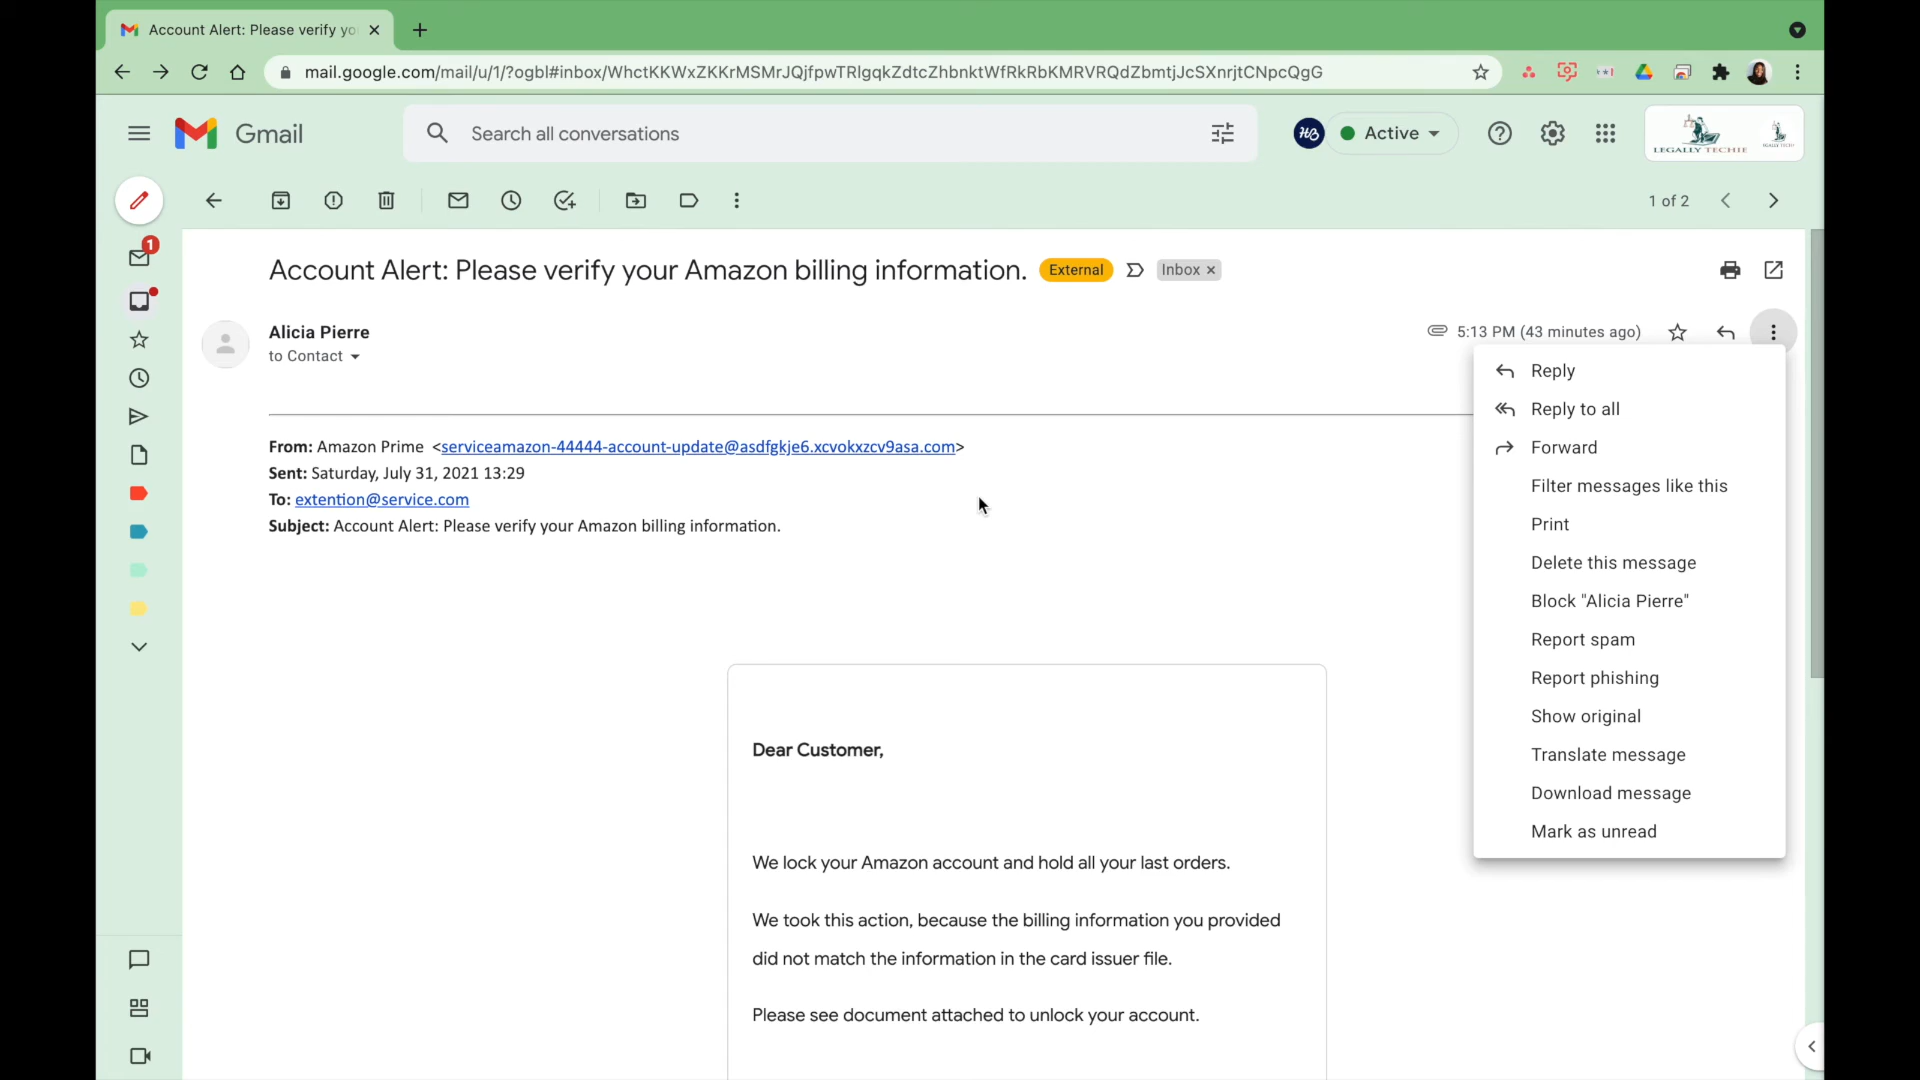 Account Alert: Please verify yo
mail.google.com/mail/u/1/?ogbl#inbox/WhctKKWxZKKrMSMrJQjfpwTRlgqkZdtcZhbnktWfRkRbKMRVRQdZbmtjJcSXnrjtCNpcQgG
Gmail
Search all conversations
HB
Active
LEGALLY TECHIE
1 of 2
1
Account Alert: Please verify your Amazon billing information.
External
Inbox ×
Alicia Pierre
5:13 PM (43 minutes ago)
to Contact
From: Amazon Prime <serviceamazon-44444-account-update@asdfgkje6.xcvokxzcv9asa.com>
Sent: Saturday, July 31, 2021 13:29
To: extention@service.com
Subject: Account Alert: Please verify your Amazon billing information.
Dear Customer,
We lock your Amazon account and hold all your last orders.
We took this action, because the billing information you provided
did not match the information in the card issuer file.
Please see document attached to unlock your account.
Reply
Reply to all
Forward
Filter messages like this
Print
Delete this message
Block "Alicia Pierre"
Report spam
Report phishing
Show original
Translate message
Download message
Mark as unread